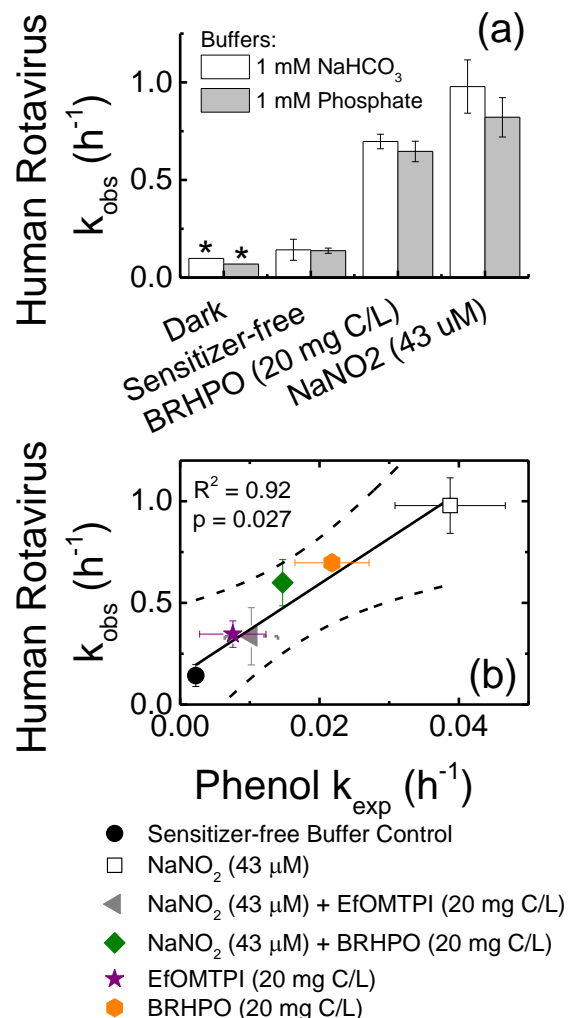 (a)
Buffers:
1 mM NaHCO₃
1 mM Phosphate
Human Rotavirus
k_obs (h⁻¹)
1.0
0.5
0.0
* *
Dark
Sensitizer-free
BRHPO (20 mg C/L)
NaNO2 (43 uM)
R² = 0.92
p = 0.027
Human Rotavirus
k_obs (h⁻¹)
1.0
0.5
0.0
(b)
0.00 0.02 0.04
Phenol k_exp (h⁻¹)
Sensitizer-free Buffer Control
NaNO₂ (43 μM)
NaNO₂ (43 μM) + EfOMTPI (20 mg C/L)
NaNO₂ (43 μM) + BRHPO (20 mg C/L)
EfOMTPI (20 mg C/L)
BRHPO (20 mg C/L)